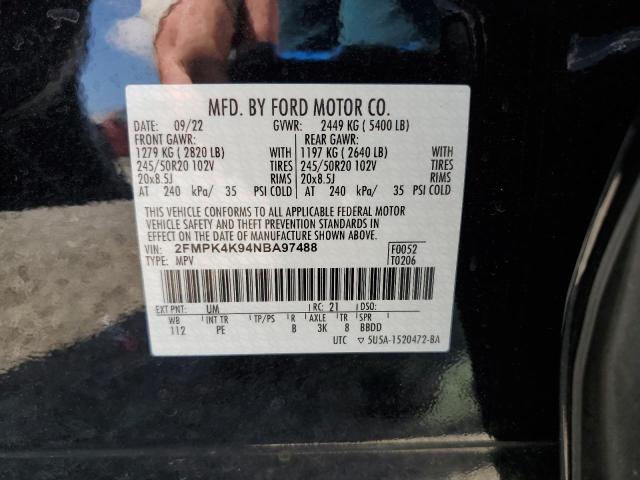 MFD. BY FORD MOTOR CO.
DATE: 09/22 GVWR: 2449 KG ( 5400 LB)
FRONT GAWR: REAR GAWR:
1279 KG ( 2820 LB) WITH 1197 KG ( 2640 LB) WITH
245/50R20 102V TIRES 245/50R20 102V TIRES
20x8.5J RIMS 20x8.5J RIMS
AT 240 kPa/ 35 PSI COLD AT 240 kPa/ 35 PSI COLD
THIS VEHICLE CONFORMS TO ALL APPLICABLE FEDERAL MOTOR
VEHICLE SAFETY AND THEFT PREVENTION STANDARDS IN
EFFECT ON THE DATE OF MANUFACTURE SHOWN ABOVE.
VIN: 2FMPK4K94NBA97488 F0052
TYPE: MPV T0206
EXT PNT: UM RC: 21 DSO:
WB INT TR TP/PS R AXLE TR SPR
112 PE B 3K 8 BBDD
UTC ▽ 5U5A-1520472-BA